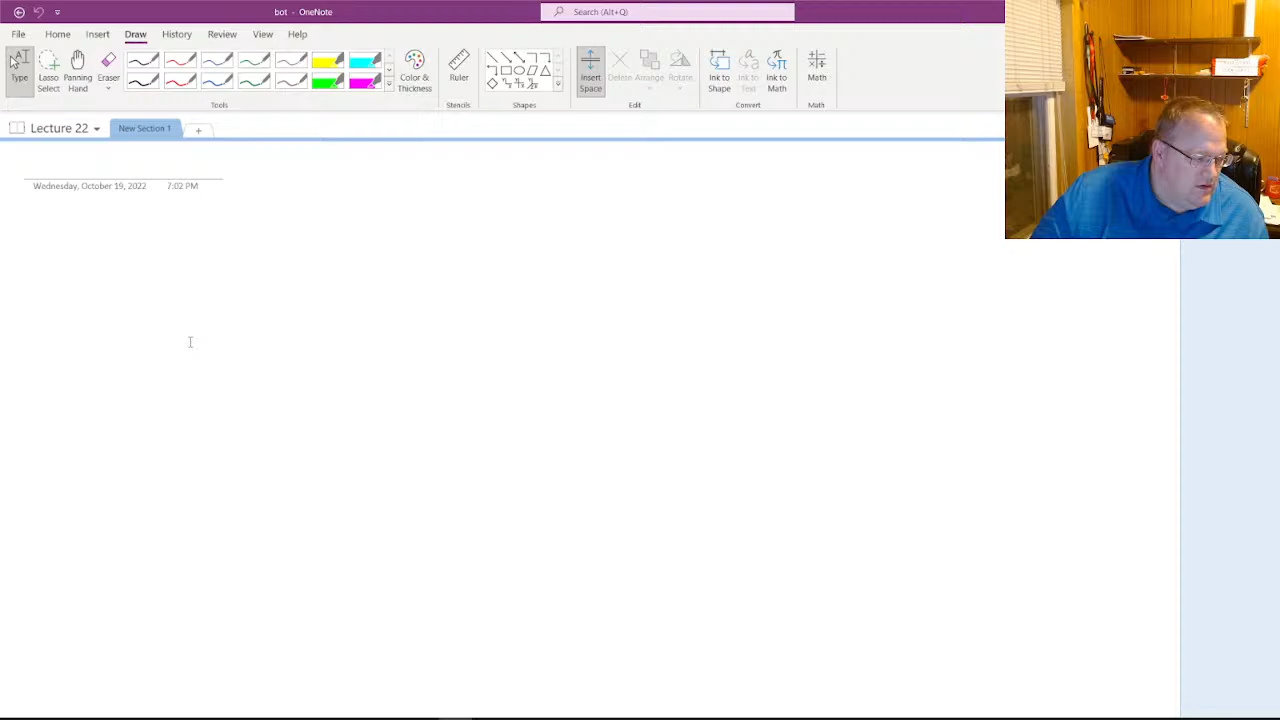 bot - OneNote
Search (Alt+Q)
File Home Insert Draw History Review View Help
Type
Lasso Select
Panning Hand
Eraser
Color & Thickness
Ruler
Shapes
Insert Space
Delete
Arrange
Rotate
Ink to Shape
Ink to Text
Ink to Math
Math
Tools Stencils Shapes Edit Convert Math
Lecture 22 New Section 1 +
Wednesday, October 19, 2022 7:02 PM